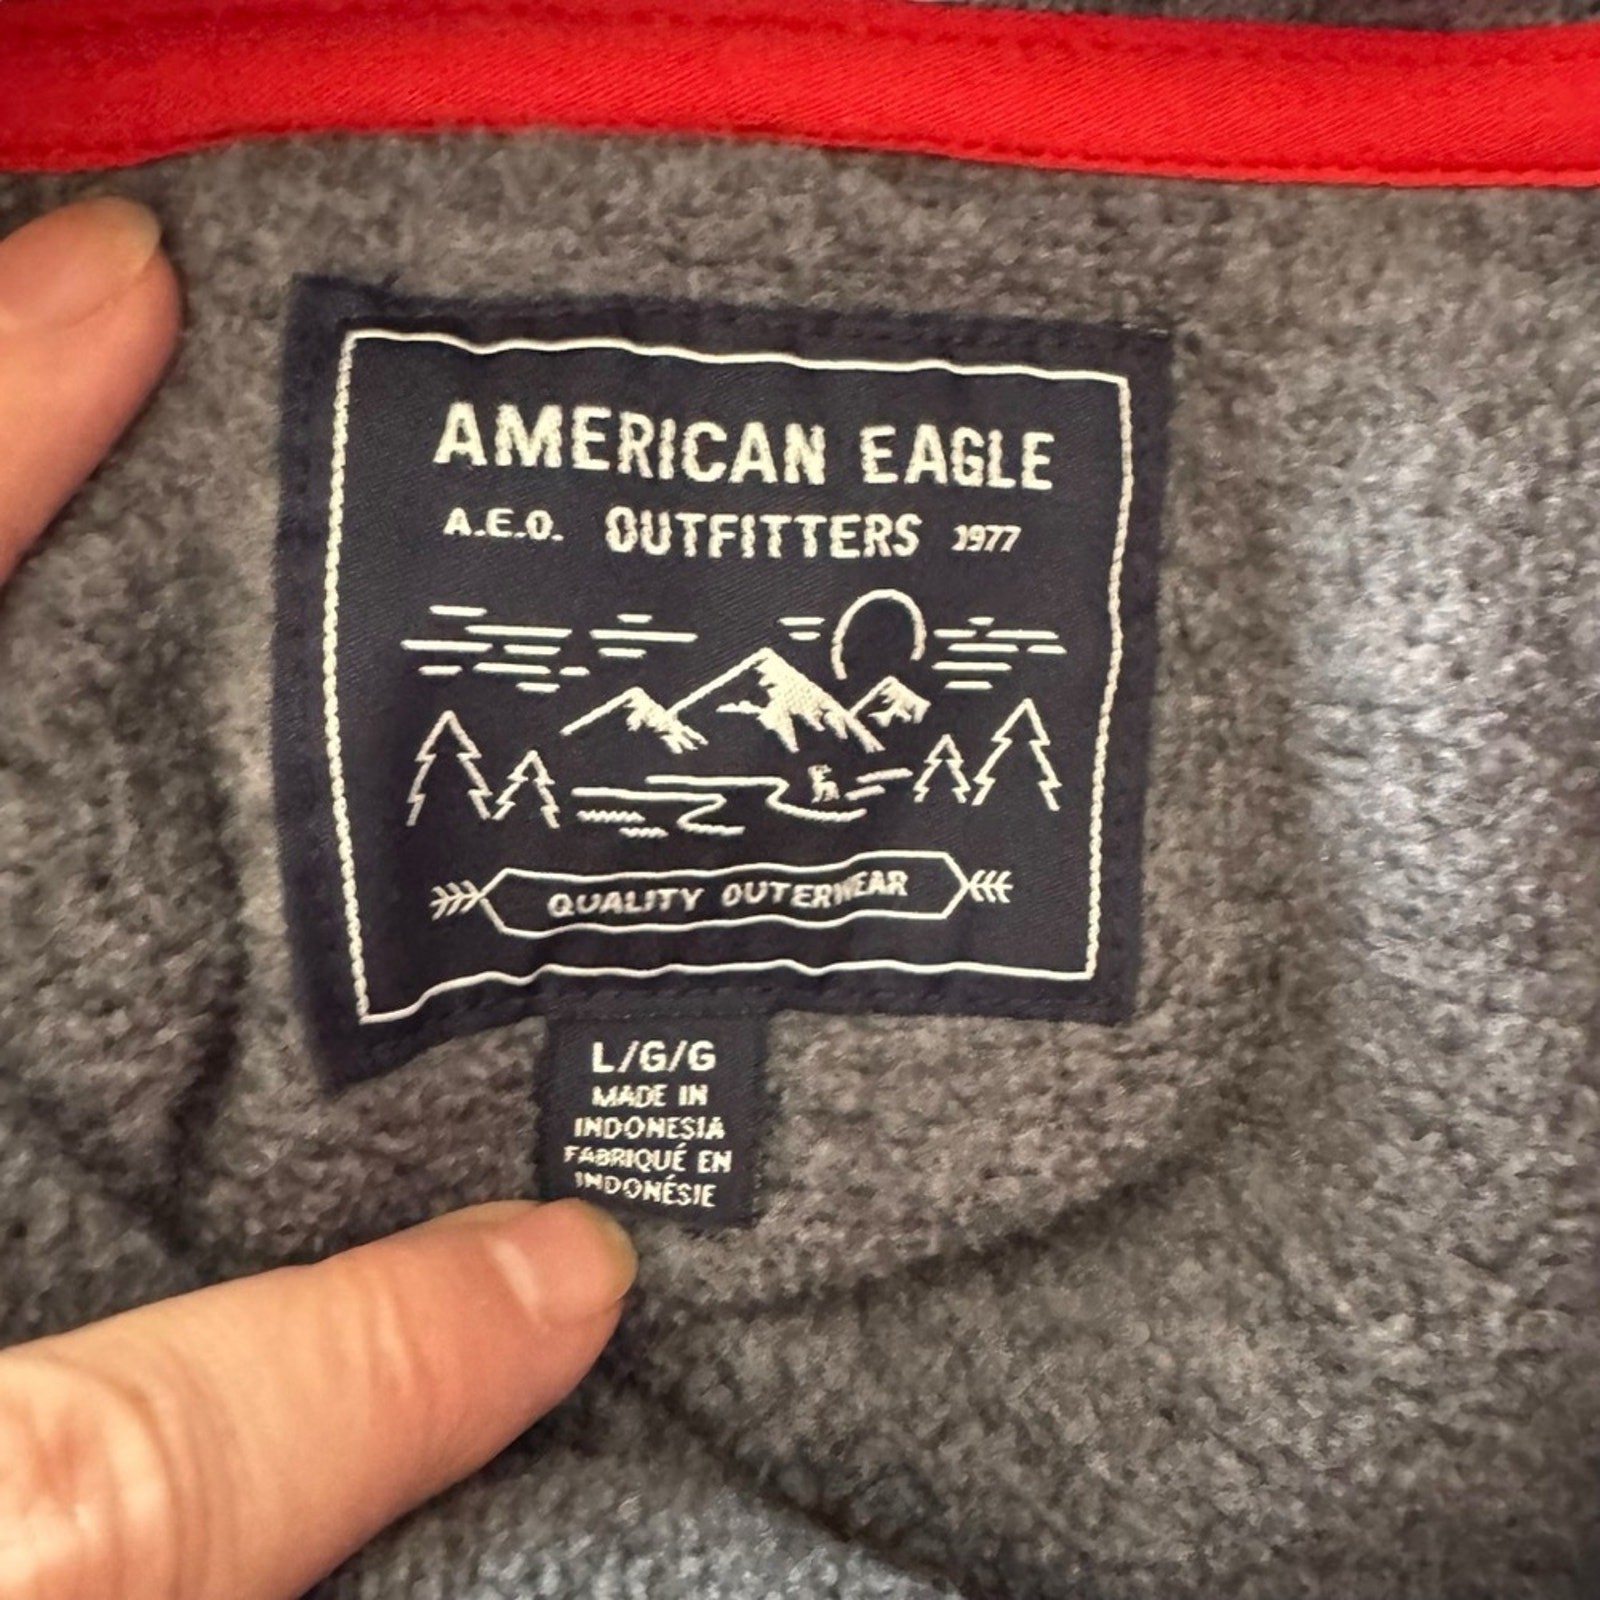 AMERICAN EAGLE
A.E.O. OUTFITTERS 1977
QUALITY OUTERWEAR
L/G/G
MADE IN
INDONESIA
FABRIQUÉ EN
INDONÉSIE